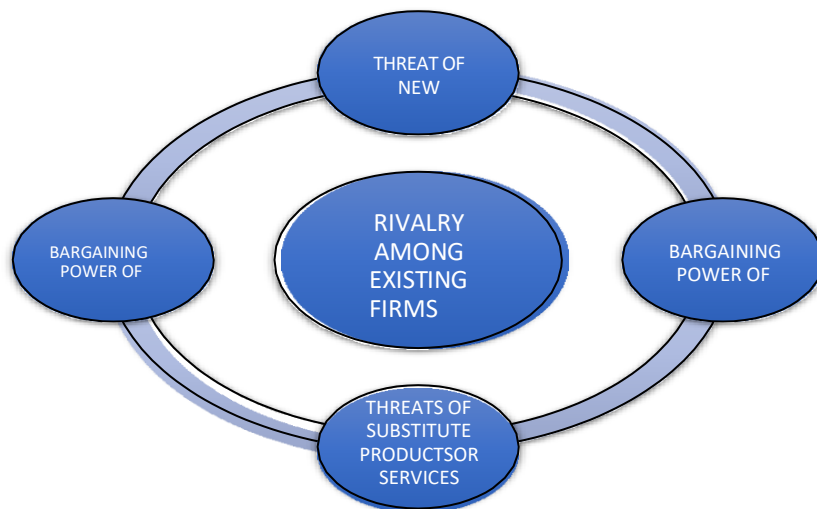 THREAT OF
NEW
BARGAINING
POWER OF
RIVALRY
AMONG
EXISTING
FIRMS
BARGAINING
POWER OF
THREATS OF
SUBSTITUTE
PRODUCTSOR
SERVICES